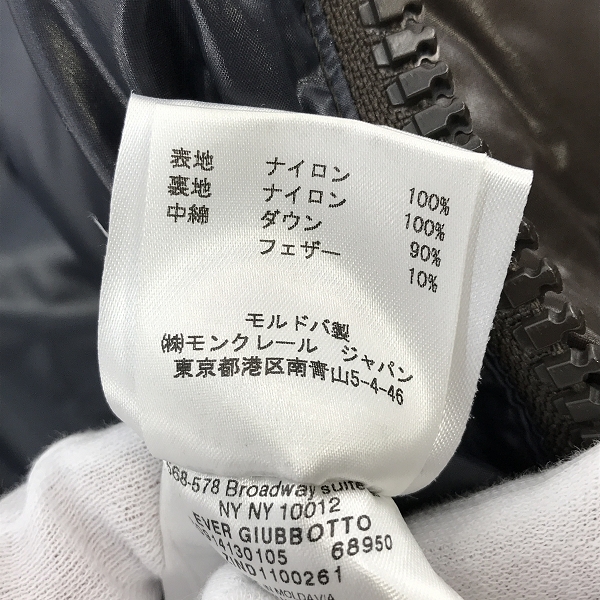 表地 ナイロン 100%
裏地 ナイロン 100%
中綿 ダウン 90%
フェザー 10%
モルドバ製
㈱モンクレール ジャパン
東京都港区南青山5-4-46
568-578 Broadway suite
NY NY 10012
EVER GIUBBOTTO
14130105 68950
1100261
MOLDAVIA